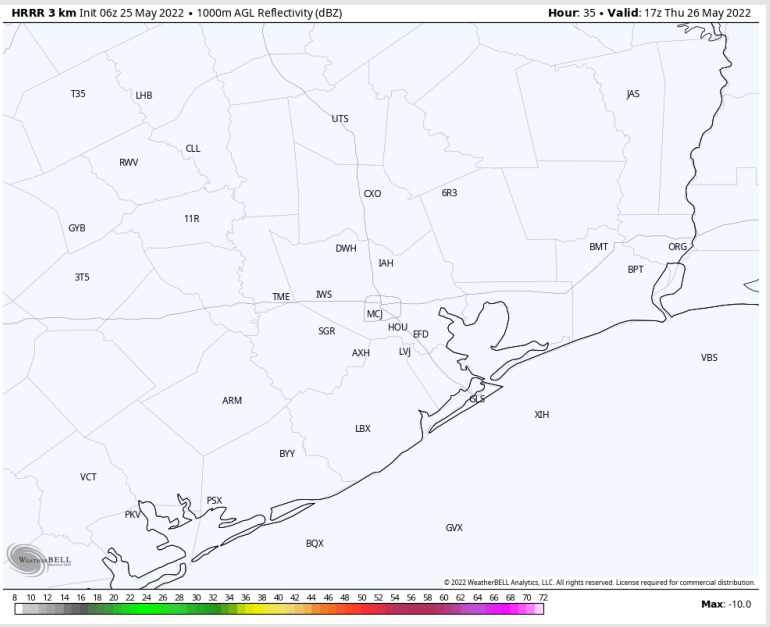 HRRR 3 km Init 06z 25 May 2022 • 1000m AGL Reflectivity (dBZ) Hour: 35 • Valid: 17z Thu 26 May 2022
T35 LHB JAS
UTS
CLL
RWV
CXO 6R3
11R
GYB
DWH BMT ORG
IAH
BPT
3T5
TME IWS
MCJ
SGR HOU EFD
AXH LVJ
VBS
ARM GLS
XIH
LBX
BYY
VCT
PSX
PKV
GVX
BQX
WeatherBELL
© 2022 WeatherBELL Analytics, LLC. All rights reserved. License required for commercial distribution.
8 10 12 14 16 18 20 22 24 26 28 30 32 34 36 38 40 42 44 46 48 50 52 54 56 58 60 62 64 66 68 70 72
Max: -10.0